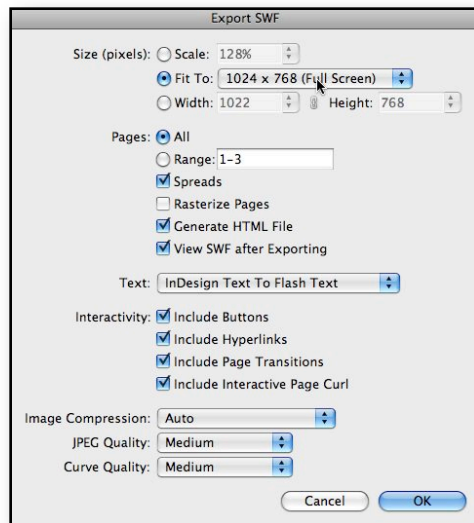 Export SWF
Size (pixels): Scale: 128%
Fit To: 1024 x 768 (Full Screen)
Width: 1022 Height: 768
Pages: All
Range: 1-3
Spreads
Rasterize Pages
Generate HTML File
View SWF after Exporting
Text: InDesign Text To Flash Text
Interactivity: Include Buttons
Include Hyperlinks
Include Page Transitions
Include Interactive Page Curl
Image Compression: Auto
JPEG Quality: Medium
Curve Quality: Medium
Cancel OK